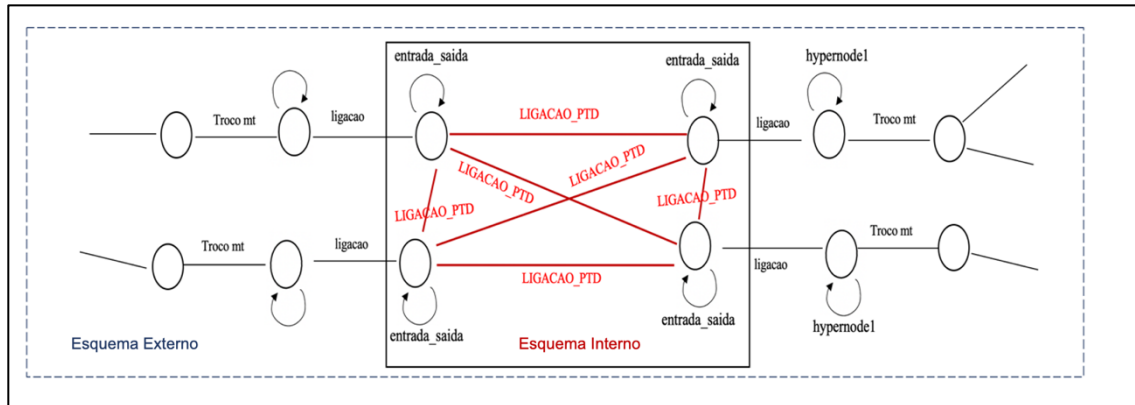 entrada_saida
entrada_saida
hypernode1
LIGACAO_PTD
Troco mt
ligacao
ligacao
Troco mt
LIGACAO_PTD
LIGACAO_PTD
LIGACAO_PTD
LIGACAO_PTD
Troco mt
ligacao
Troco mt
ligacao
LIGACAO_PTD
entrada_saida
entrada_saida
hypernode1
Esquema Externo
Esquema Interno